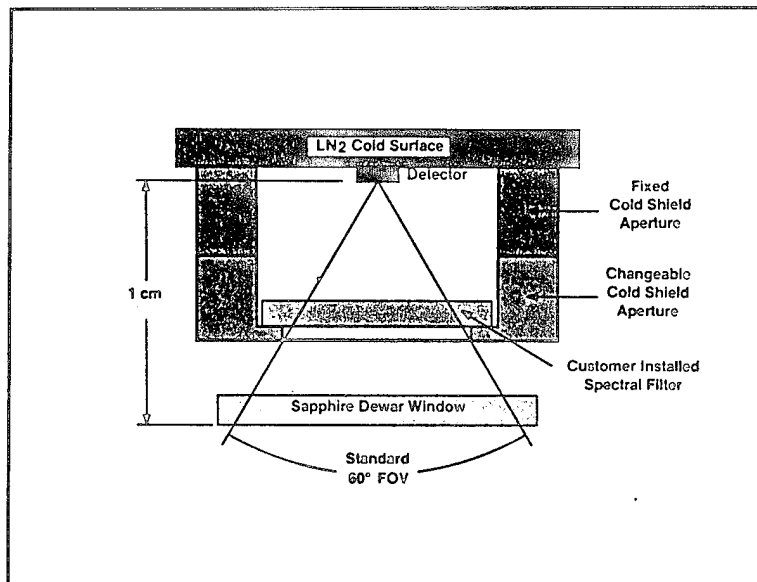 LN2 Cold Surface
Detector
Fixed
Cold Shield
Aperture
1 cm
Changeable
Cold Shield
Aperture
Customer Installed
Spectral Filter
Sapphire Dewar Window
Standard
60° FOV